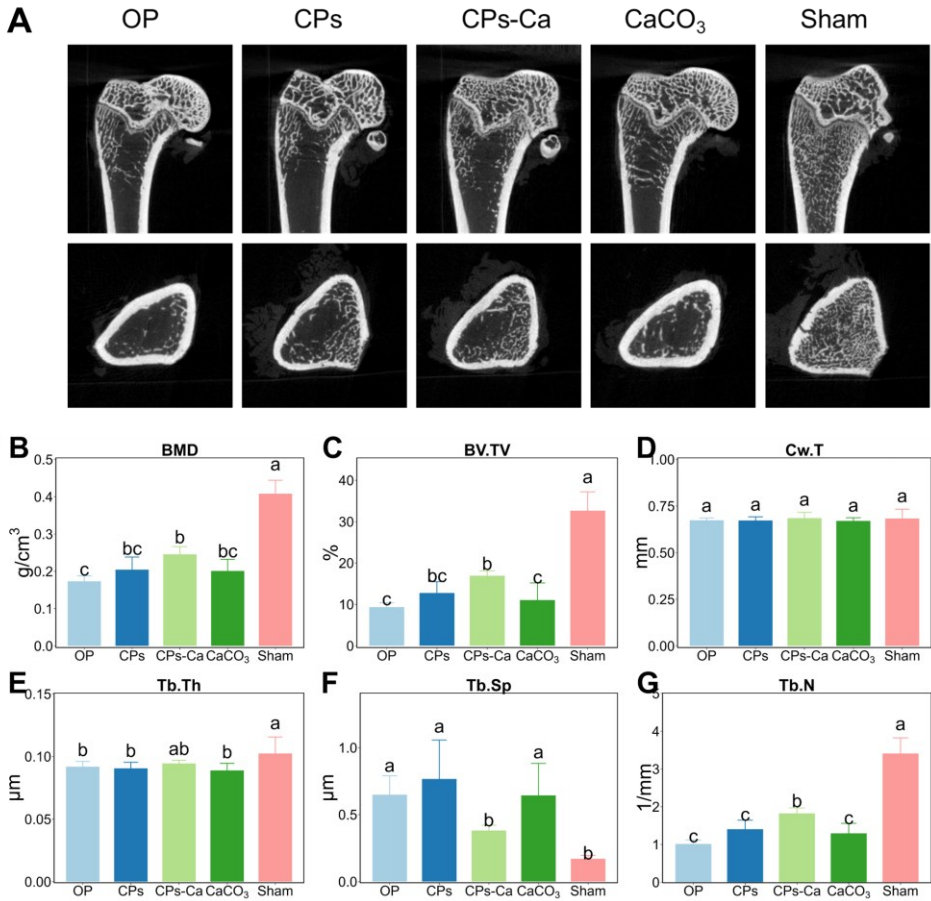 A
OP CPs CPs-Ca CaCO₃ Sham
B BMD
g/cm³
0.5
0.4
0.3
0.2
0.1
0.0
c bc b bc a
OP CPs CPs-Ca CaCO₃ Sham
C BV.TV
%
40
30
20
10
0
c bc b c a
OP CPs CPs-Ca CaCO₃ Sham
D Cw.T
mm
1.00
0.75
0.50
0.25
0.00
a a a a a
OP CPs CPs-Ca CaCO₃ Sham
E Tb.Th
μm
0.15
0.10
0.05
0.00
b b ab b a
OP CPs CPs-Ca CaCO₃ Sham
F Tb.Sp
μm
1.0
0.5
0.0
a a b a b
OP CPs CPs-Ca CaCO₃ Sham
G Tb.N
1/mm
5
4
3
2
1
0
c c b c a
OP CPs CPs-Ca CaCO₃ Sham